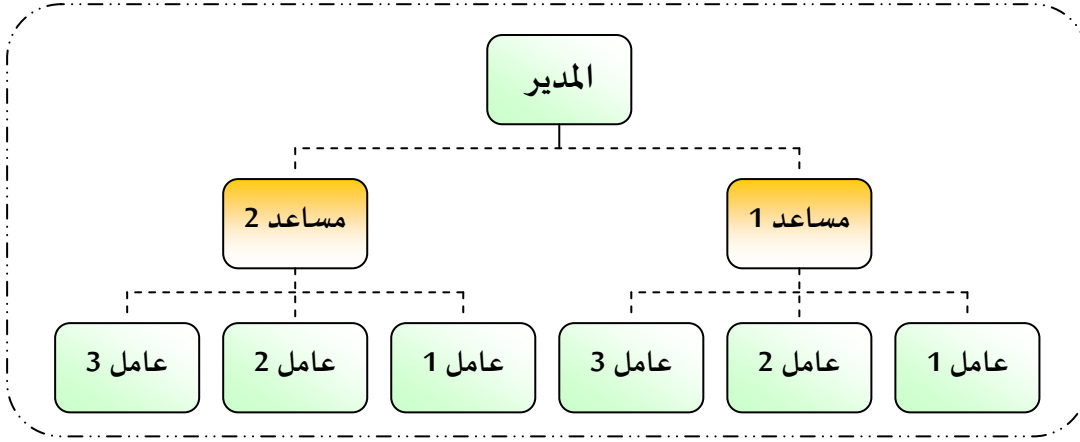 المدير
مساعد 1
مساعد 2
عامل 1
عامل 2
عامل 3
عامل 1
عامل 2
عامل 3